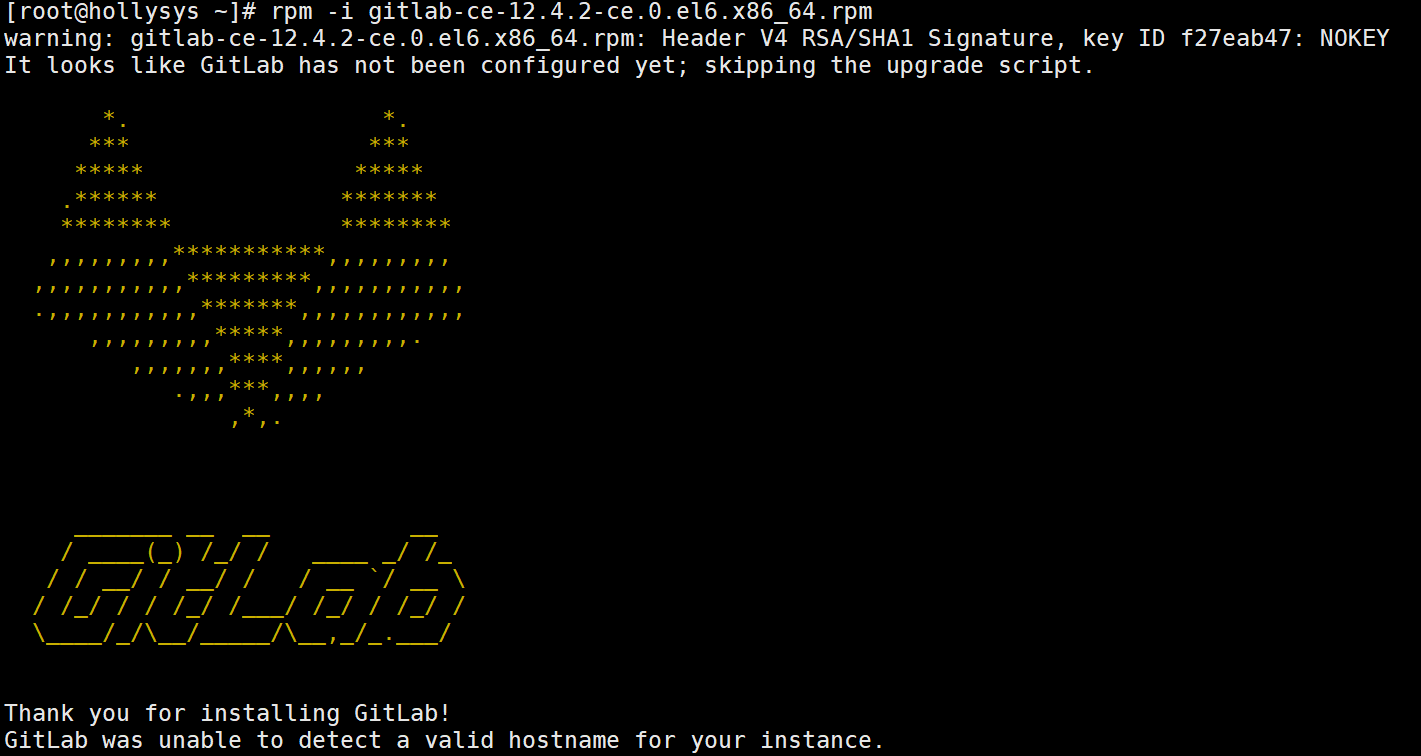 [root@hollysys ~]# rpm -i gitlab-ce-12.4.2-ce.0.el6.x86_64.rpm
warning: gitlab-ce-12.4.2-ce.0.el6.x86_64.rpm: Header V4 RSA/SHA1 Signature, key ID f27eab47: NOKEY
It looks like GitLab has not been configured yet; skipping the upgrade script.
GitLab
Thank you for installing GitLab!
GitLab was unable to detect a valid hostname for your instance.